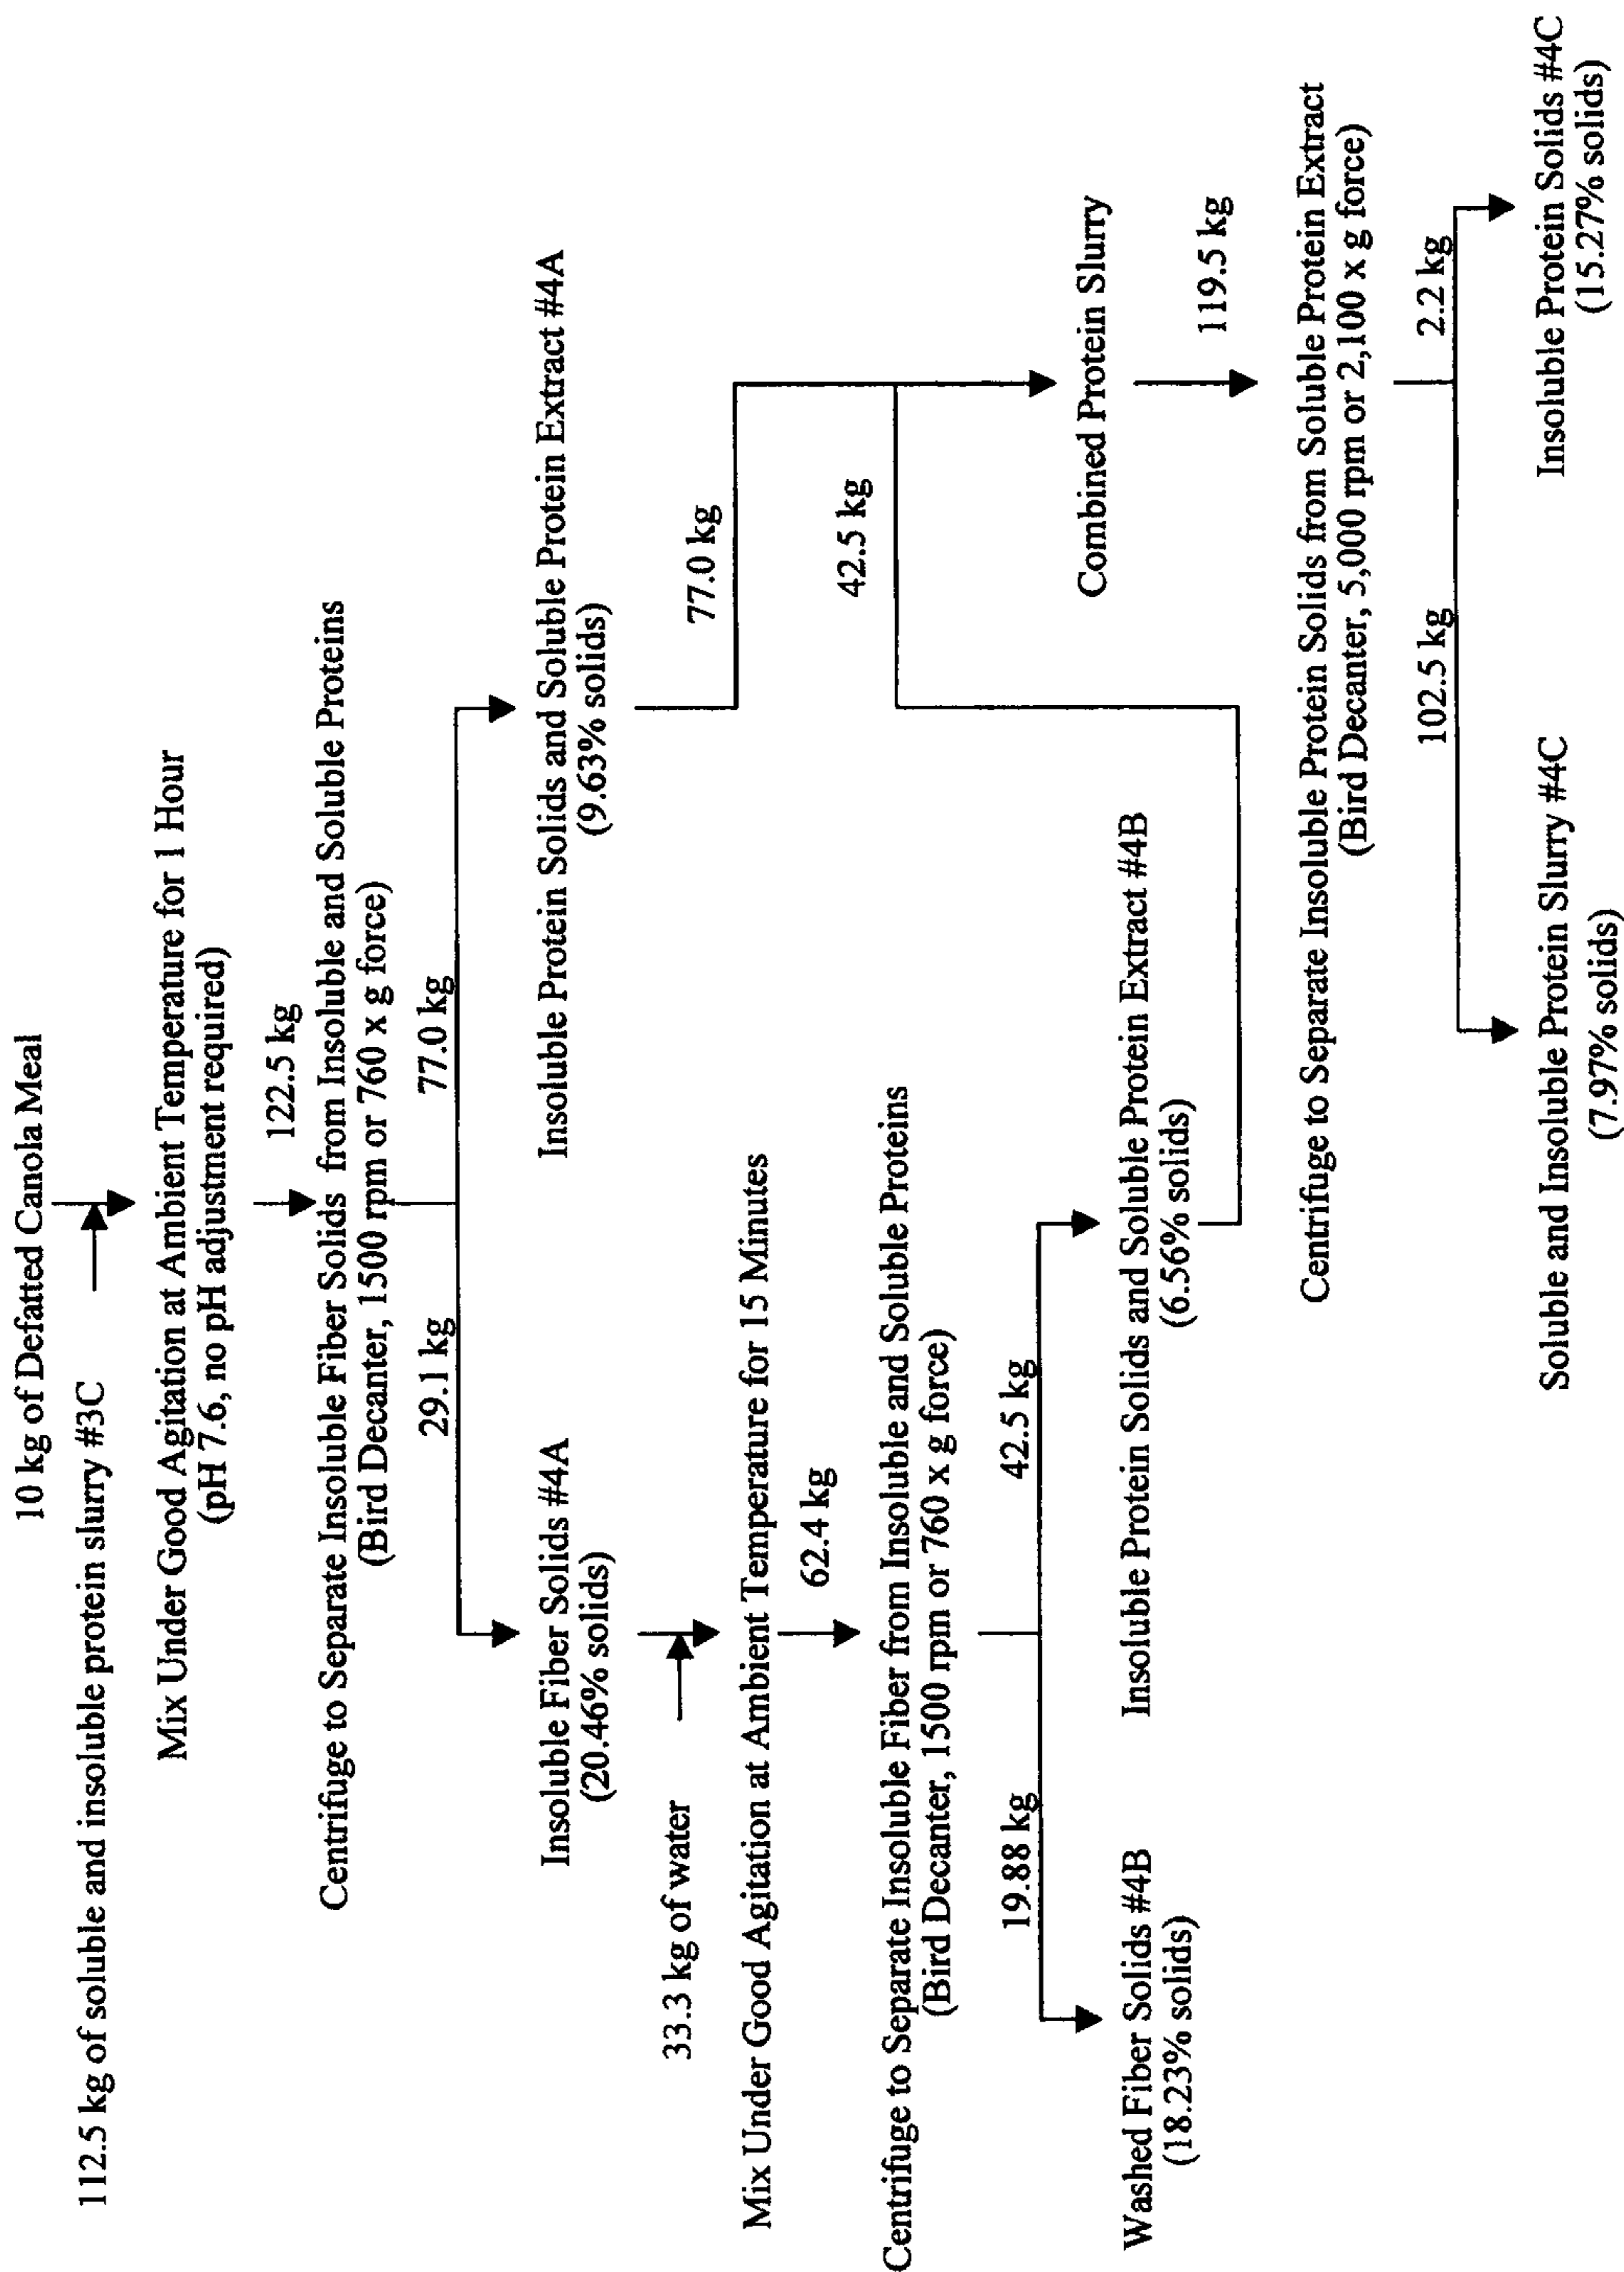 10 kg of Defatted Canola Meal
112.5 kg of soluble and insoluble protein slurry #3C
Mix Under Good Agitation at Ambient Temperature for 1 Hour
(pH 7.6, no pH adjustment required)
122.5 kg
Centrifuge to Separate Insoluble Fiber Solids from Insoluble and Soluble Proteins
(Bird Decanter, 1500 rpm or 760 x g force)
29.1 kg
77.0 kg
Insoluble Fiber Solids #4A
(20.46% solids)
Insoluble Protein Solids and Soluble Protein Extract #4A
(9.63% solids)
33.3 kg of water
77.0 kg
Mix Under Good Agitation at Ambient Temperature for 15 Minutes
62.4 kg
42.5 kg
Centrifuge to Separate Insoluble Fiber from Insoluble and Soluble Proteins
(Bird Decanter, 1500 rpm or 760 x g force)
19.88 kg
42.5 kg
Combined Protein Slurry
Washed Fiber Solids #4B
(18.23% solids)
Insoluble Protein Solids and Soluble Protein Extract #4B
(6.56% solids)
119.5 kg
Centrifuge to Separate Insoluble Protein Solids from Soluble Protein Extract
(Bird Decanter, 5,000 rpm or 2,100 x g force)
102.5 kg
2.2 kg
Soluble and Insoluble Protein Slurry #4C
(7.97% solids)
Insoluble Protein Solids #4C
(15.27% solids)